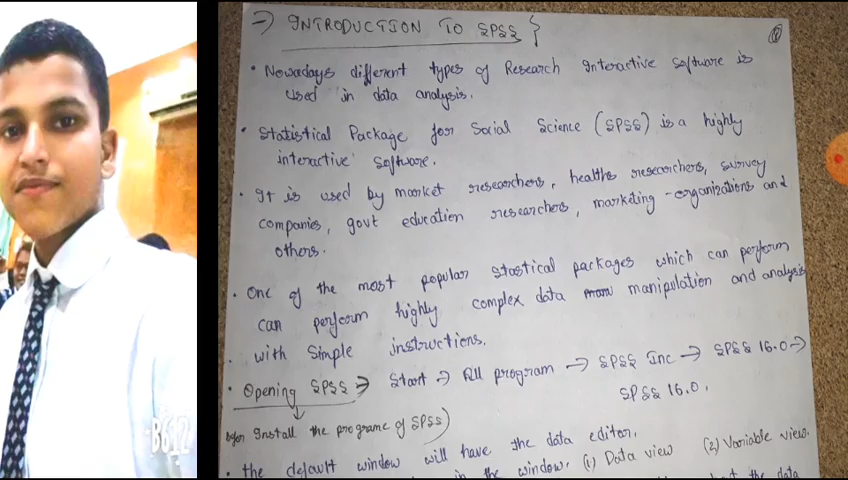 → INTRODUCTION TO SPSS }
• Nowadays different types of Research Interactive Software is
used in data analysis.
• Statistical Package for Social Science (SPSS) is a highly
interactive software.
• It is used by market researchers, healths researchers, survey
companies, govt education researchers, marketing-organizations and
others.
• One of the most popular Stastical packages which can perform
can perform highly complex data manipulation and analysis
• with Simple instructions.
• Opening SPSS → Start → All program → SPSS Inc → SPSS 16.0 →
SPSS 16.0.
Install the programe of SPSS)
• the default window will have the data editor.
in the window. (1) Data view (2) Variable view.
the data
B612